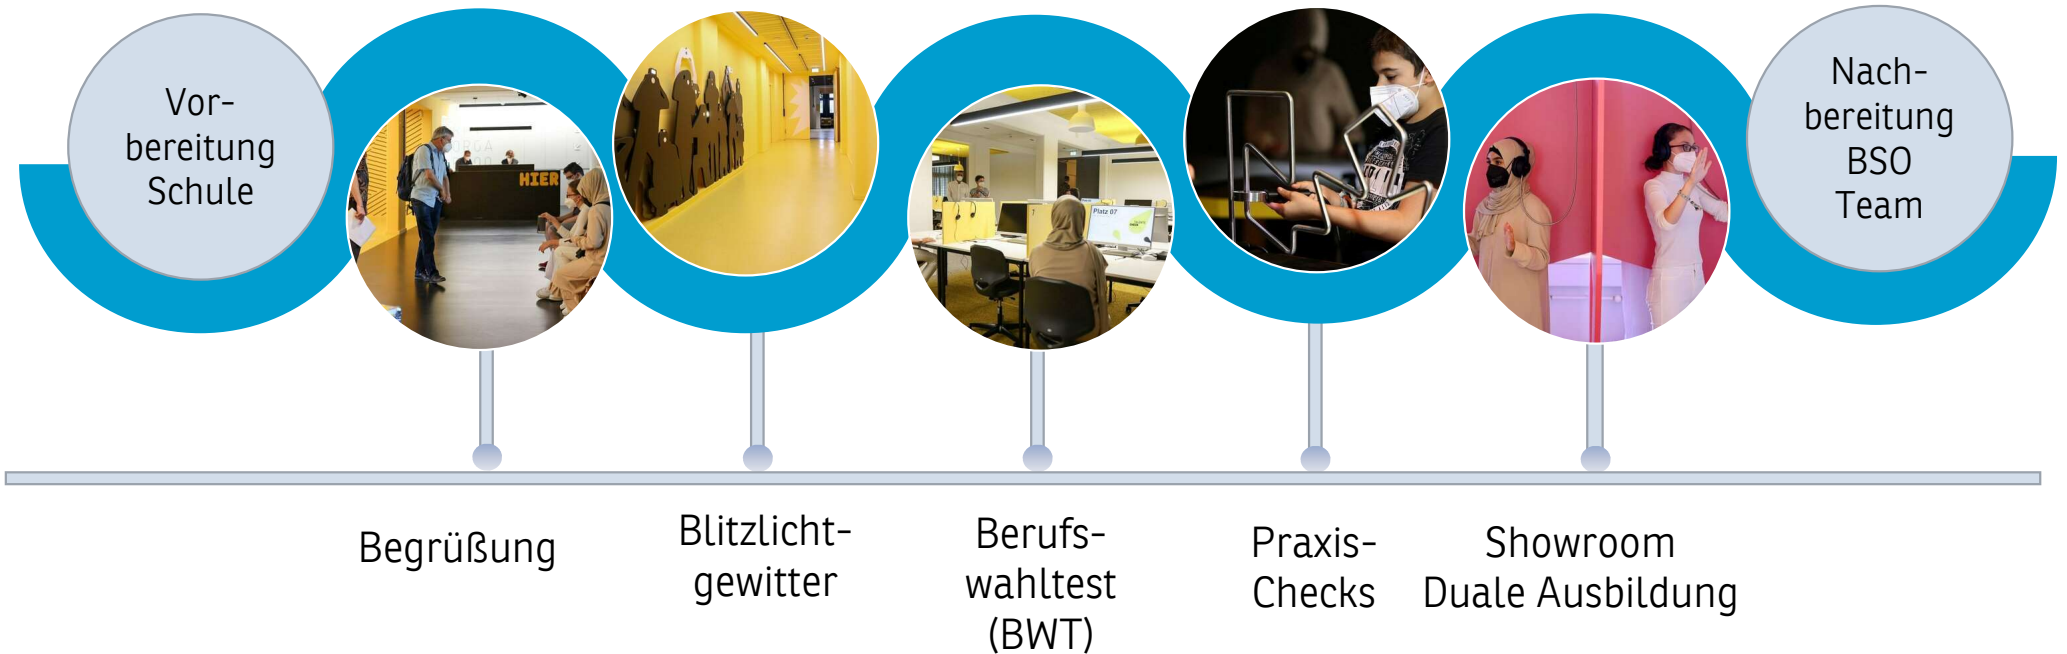 Vor-
bereitung
Schule
HIER
Platz 07
Nach-
bereitung
BSO
Team
Begrüßung
Blitzlicht-
gewitter
Berufs-
wahltest
(BWT)
Praxis-
Checks
Showroom
Duale Ausbildung